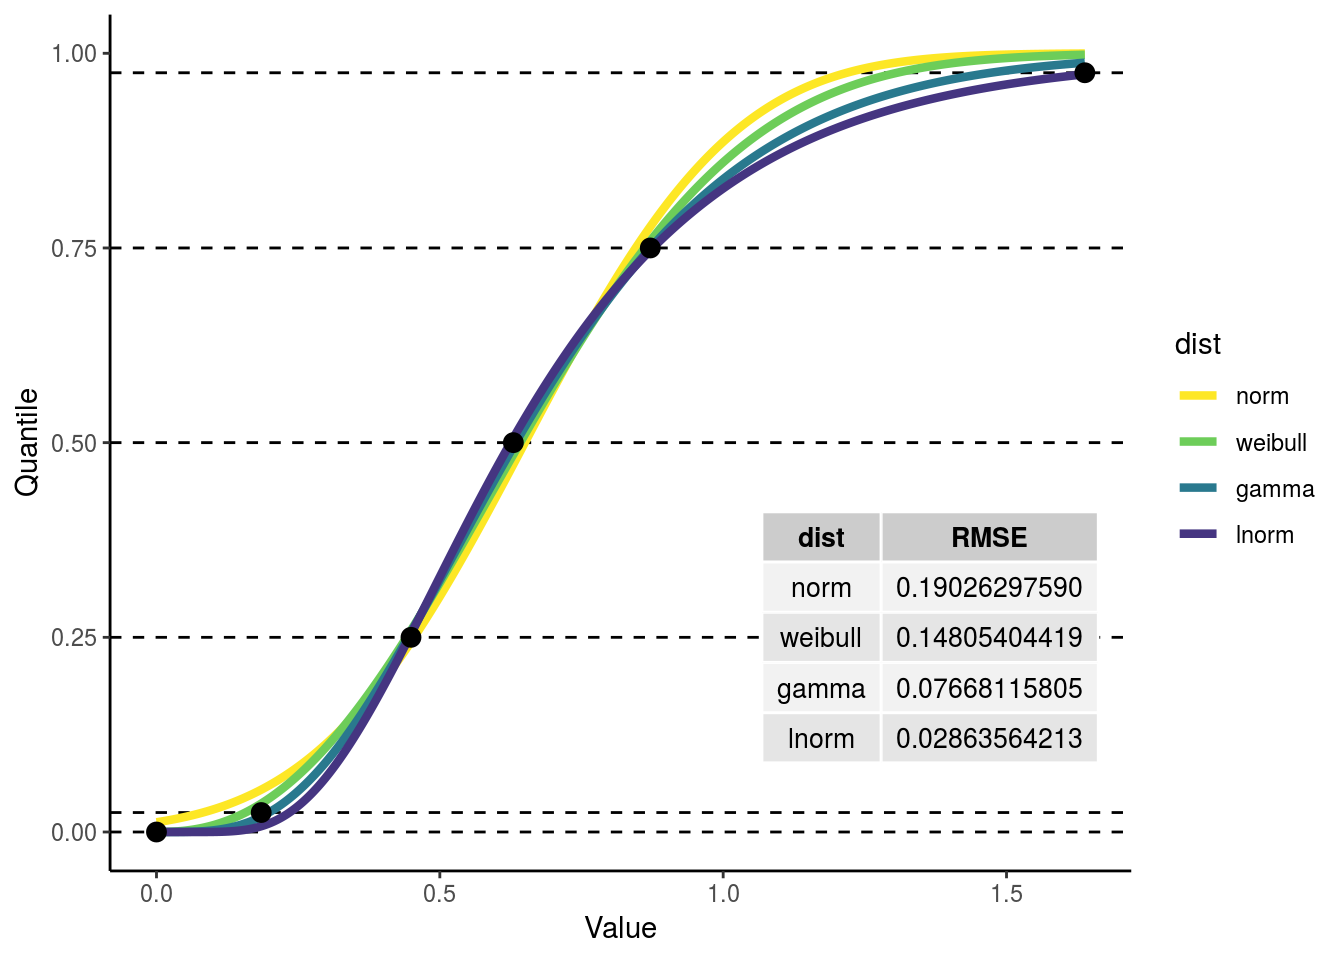 1.00
0.75
0.50
0.25
0.00
Quantile
0.0 0.5 1.0 1.5
Value
dist RMSE
norm 0.19026297590
weibull 0.14805404419
gamma 0.07668115805
lnorm 0.02863564213
dist
norm
weibull
gamma
lnorm